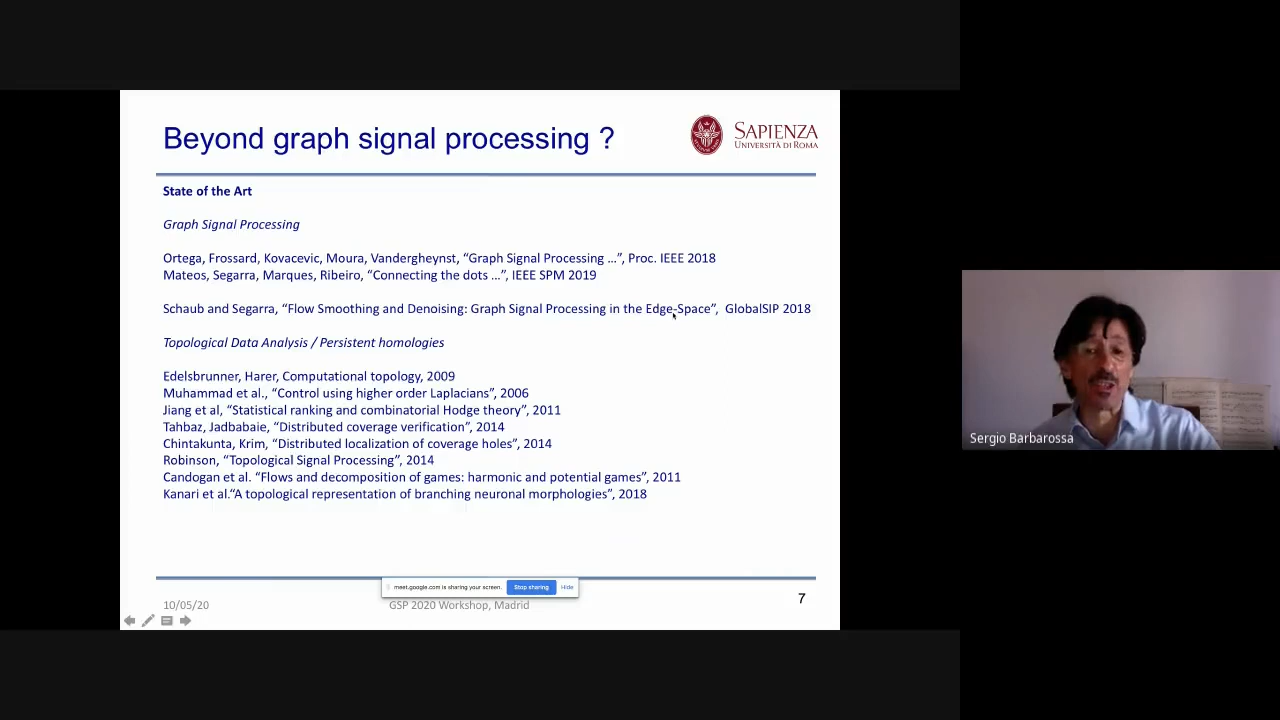 Beyond graph signal processing ?
SAPIENZA
UNIVERSITÀ DI ROMA
State of the Art
Graph Signal Processing
Ortega, Frossard, Kovacevic, Moura, Vandergheynst, “Graph Signal Processing …”, Proc. IEEE 2018
Mateos, Segarra, Marques, Ribeiro, “Connecting the dots …”, IEEE SPM 2019
Schaub and Segarra, “Flow Smoothing and Denoising: Graph Signal Processing in the Edge-Space”, GlobalSIP 2018
Topological Data Analysis / Persistent homologies
Edelsbrunner, Harer, Computational topology, 2009
Muhammad et al., “Control using higher order Laplacians”, 2006
Jiang et al, “Statistical ranking and combinatorial Hodge theory”, 2011
Tahbaz, Jadbabaie, “Distributed coverage verification”, 2014
Chintakunta, Krim, “Distributed localization of coverage holes”, 2014
Robinson, “Topological Signal Processing”, 2014
Candogan et al. “Flows and decomposition of games: harmonic and potential games”, 2011
Kanari et al.“A topological representation of branching neuronal morphologies”, 2018
meet.google.com is sharing your screen. Stop sharing Hide
10/05/20 GSP 2020 Workshop, Madrid 7
Sergio Barbarossa